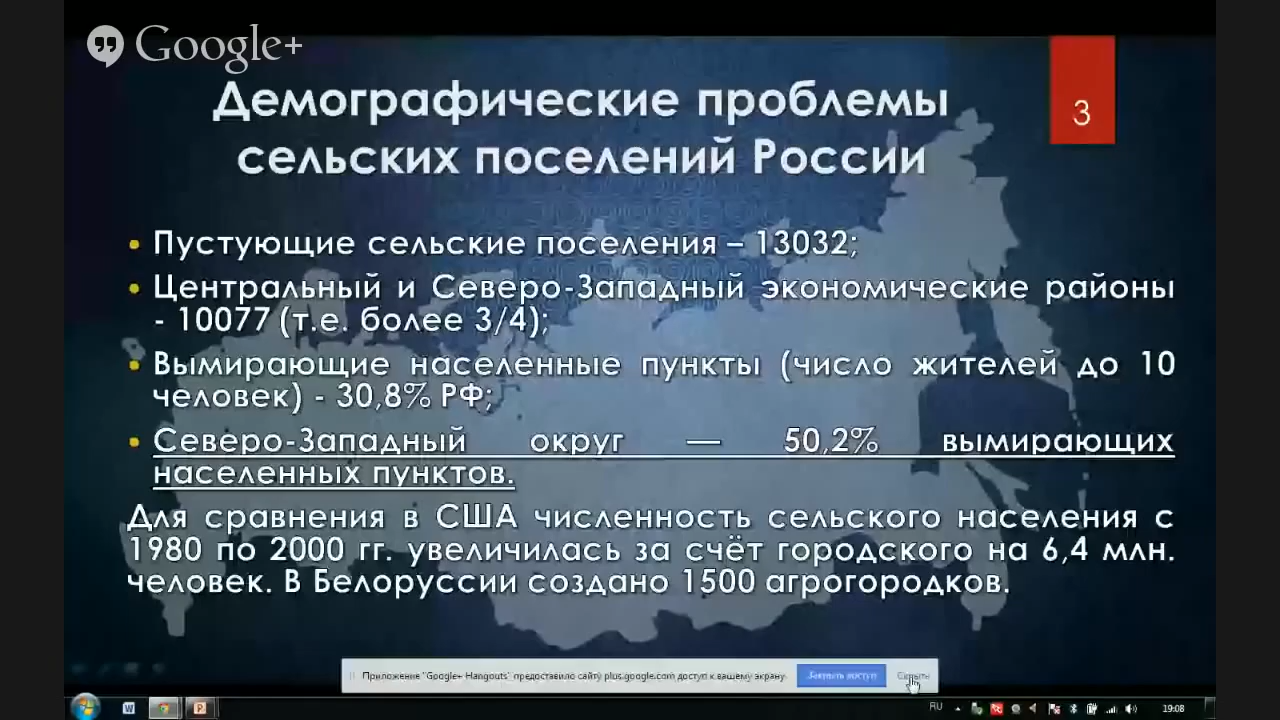 Google+
3
Демографические проблемы
сельских поселений России
• Пустующие сельские поселения – 13032;
• Центральный и Северо-Западный экономические районы
- 10077 (т.е. более 3/4);
• Вымирающие населенные пункты (число жителей до 10
человек) - 30,8% РФ;
• Северо-Западный округ — 50,2% вымирающих
населенных пунктов.
Для сравнения в США численность сельского населения с
1980 по 2000 гг. увеличилась за счёт городского на 6,4 млн.
человек. В Белоруссии создано 1500 агрогородков.
Приложение "Google+ Hangouts" предоставило сайту plus.google.com доступ к вашему экрану. Закрыть доступ Скрыть
RU 19:08